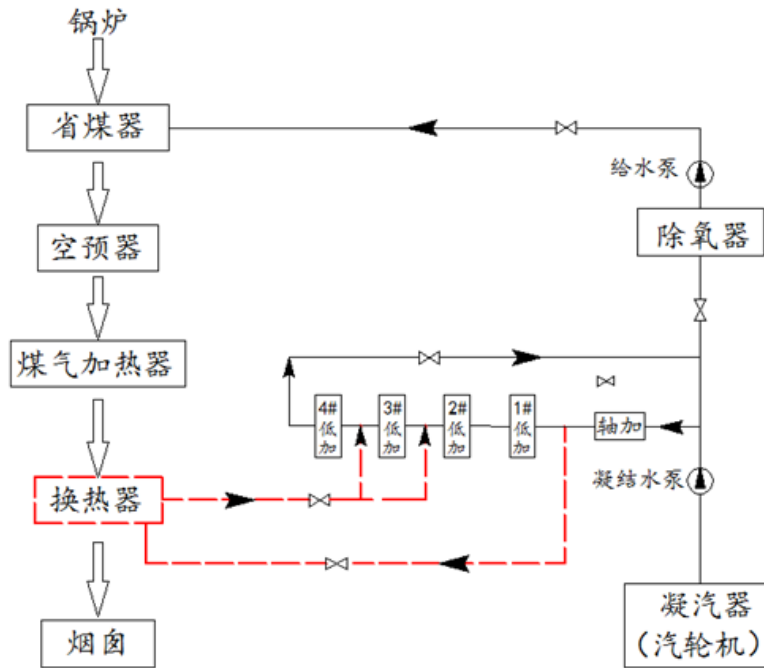 锅炉
省煤器
给水泵
空预器
除氧器
煤气加热器
4#
低
加
3#
低
加
2#
低
加
1#
低
加
轴加
换热器
凝结水泵
凝汽器
(汽轮机)
烟囱